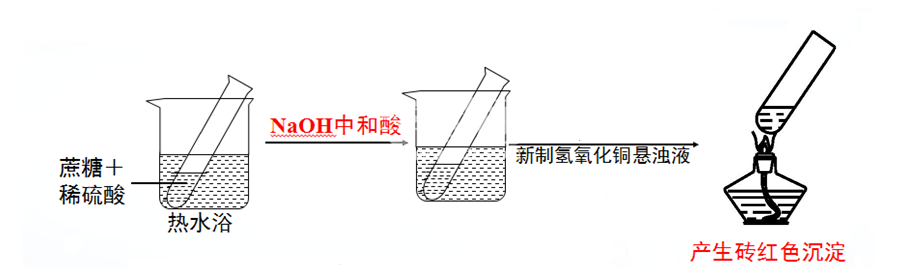 蔗糖＋
稀硫酸
热水浴
NaOH中和酸
新制氢氧化铜悬浊液
产生砖红色沉淀